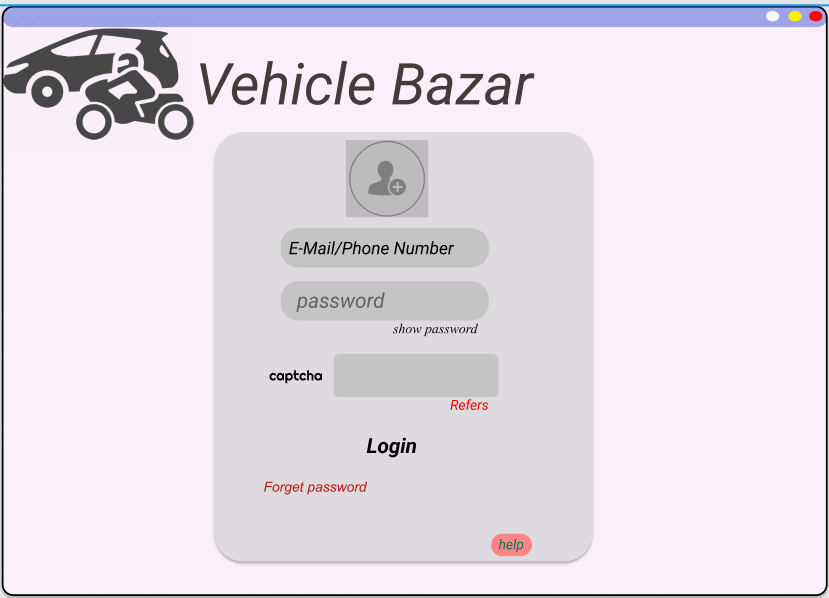 Vehicle Bazar
E-Mail/Phone Number
password
show password
captcha
Refers
Login
Forget password
help